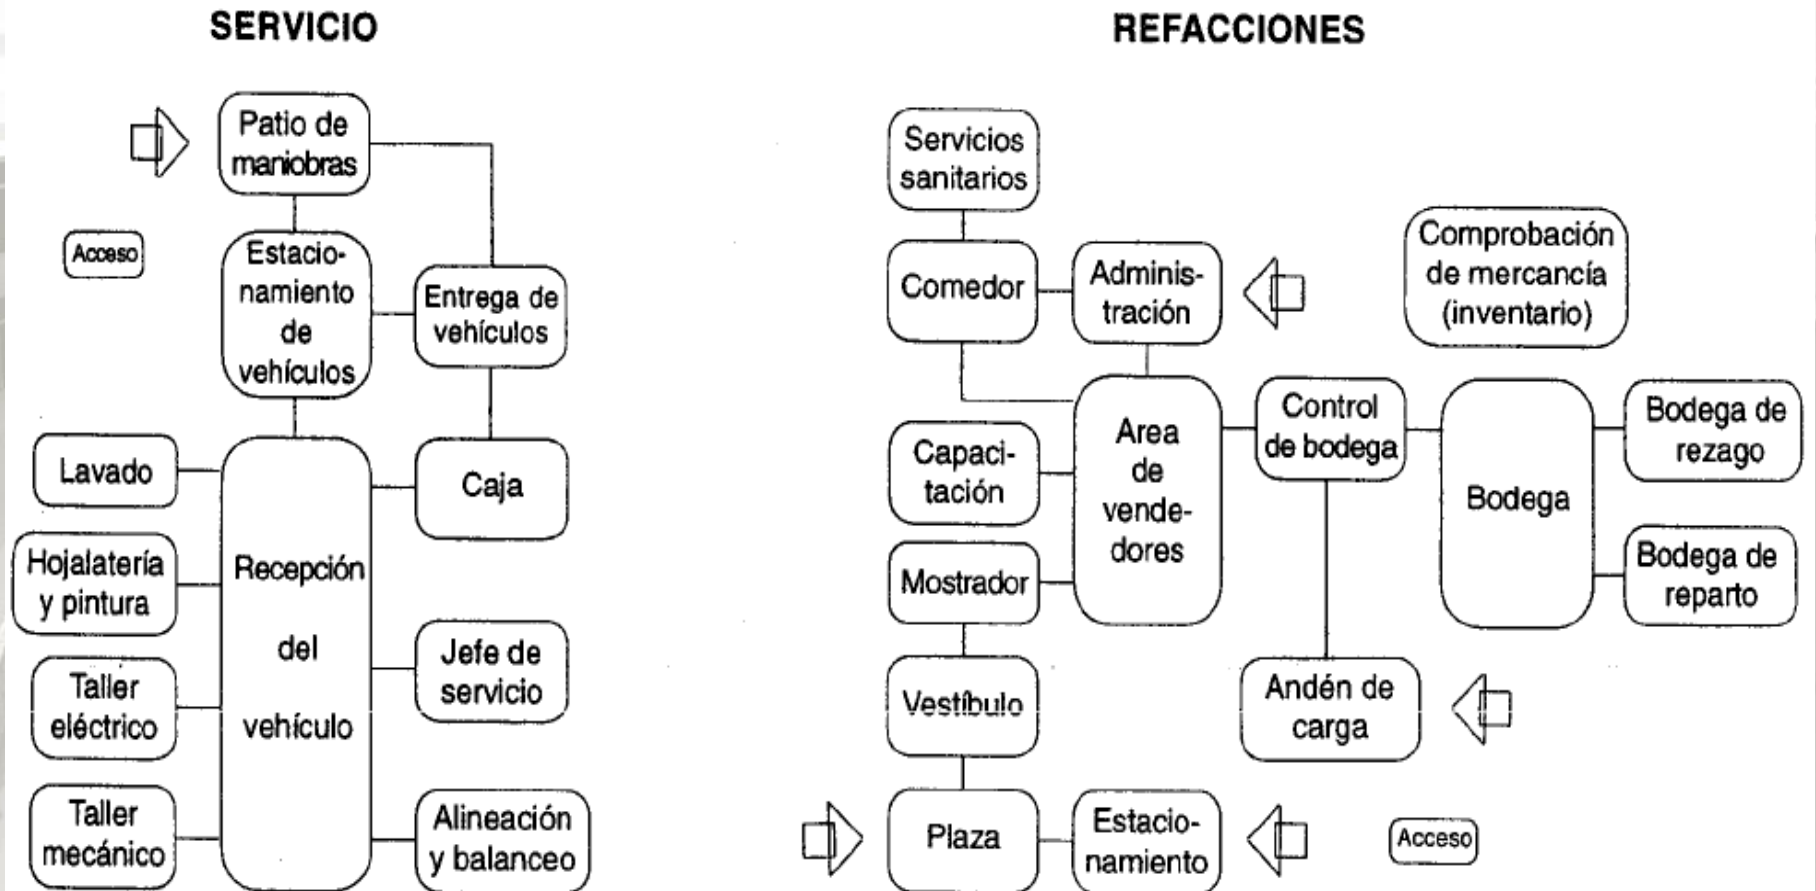 SERVICIO
Patio de
maniobras
Acceso
Estacio-
namiento
de
vehículos
Entrega de
vehículos
Lavado
Caja
Hojalatería
y pintura
Recepción
del
vehículo
Taller
eléctrico
Jefe de
servicio
Taller
mecánico
Alineación
y balanceo
REFACCIONES
Servicios
sanitarios
Comedor
Adminis-
tración
Comprobación
de mercancía
(inventario)
Capaci-
tación
Area
de
vende-
dores
Control
de bodega
Bodega
Bodega de
rezago
Bodega de
reparto
Mostrador
Vestíbulo
Andén de
carga
Plaza
Estacio-
namiento
Acceso